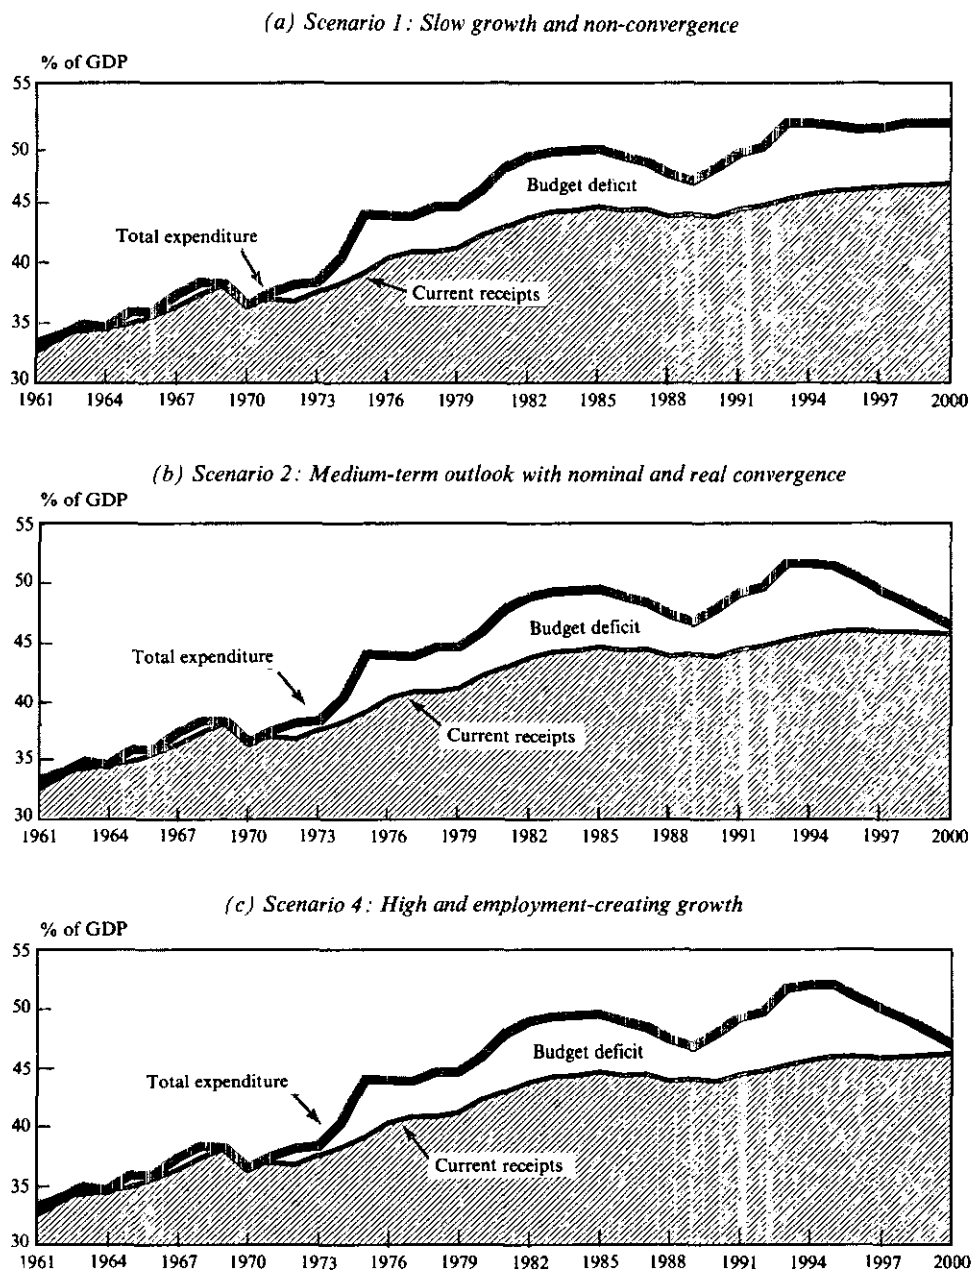 (a) Scenario 1: Slow growth and non-convergence
% of GDP
55
50
45
40
35
30
Budget deficit
Total expenditure
Current receipts
1961 1964 1967 1970 1973 1976 1979 1982 1985 1988 1991 1994 1997 2000
(b) Scenario 2: Medium-term outlook with nominal and real convergence
% of GDP
55
50
45
40
35
30
Budget deficit
Total expenditure
Current receipts
1961 1964 1967 1970 1973 1976 1979 1982 1985 1988 1991 1994 1997 2000
(c) Scenario 4: High and employment-creating growth
% of GDP
55
50
45
40
35
30
Budget deficit
Total expenditure
Current receipts
1961 1964 1967 1970 1973 1976 1979 1982 1985 1988 1991 1994 1997 2000